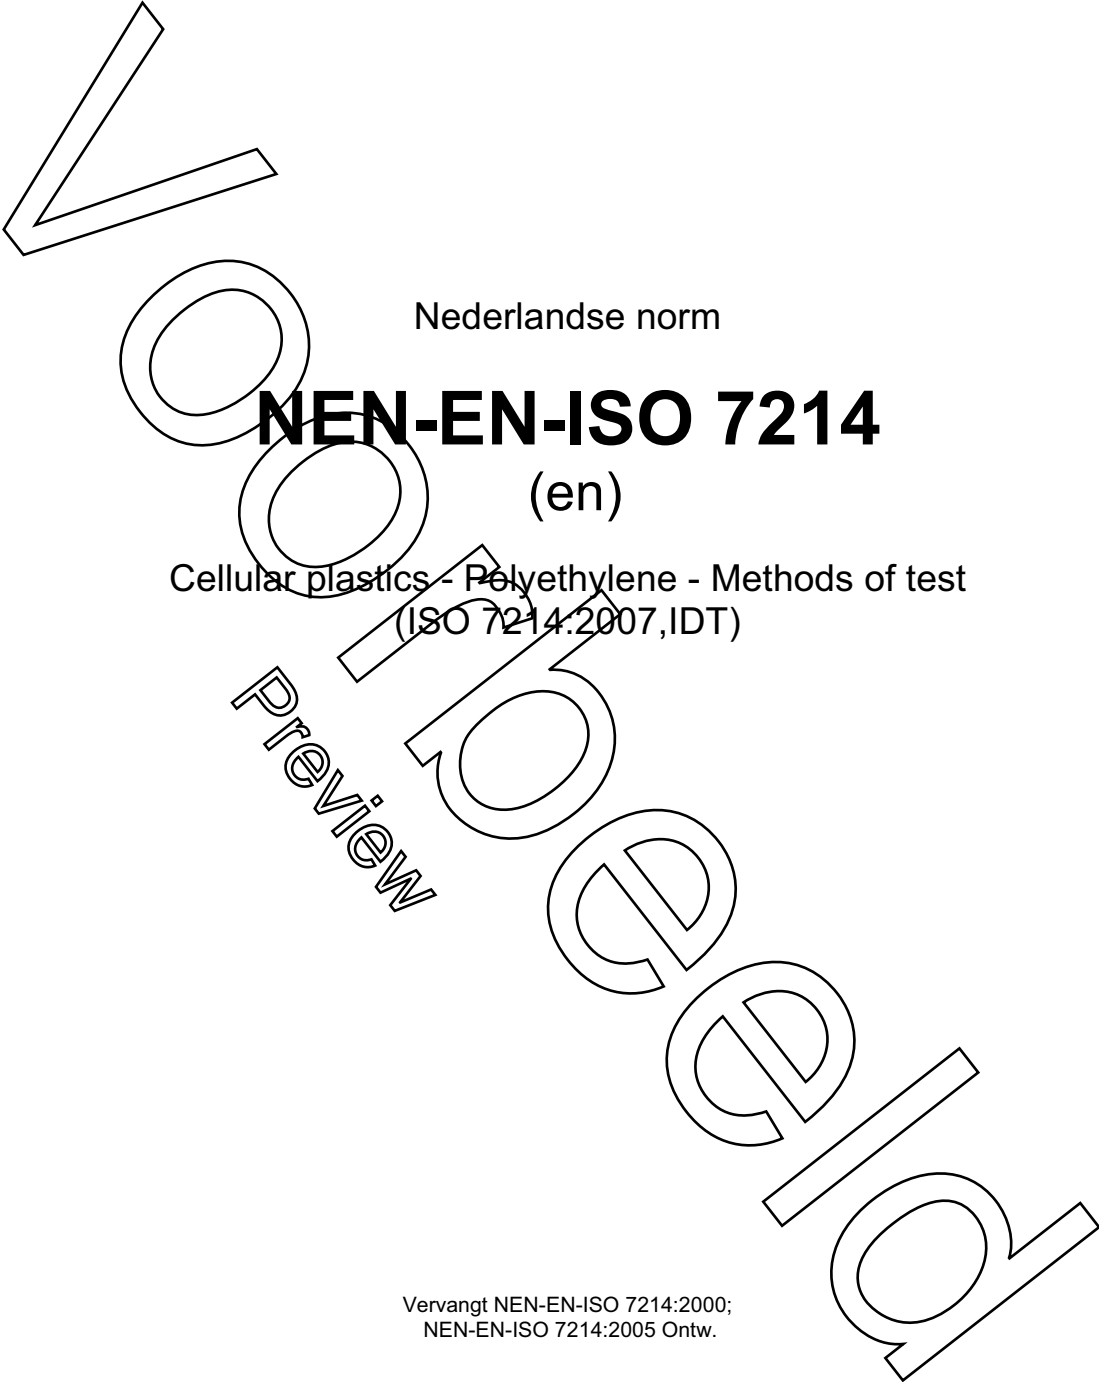 Nederlandse norm
NEN-EN-ISO 7214
(en)
Cellular plastics - Polyethylene - Methods of test
(ISO 7214:2007,IDT)
Voorbeeld
Preview
Vervangt NEN-EN-ISO 7214:2000;
NEN-EN-ISO 7214:2005 Ontw.